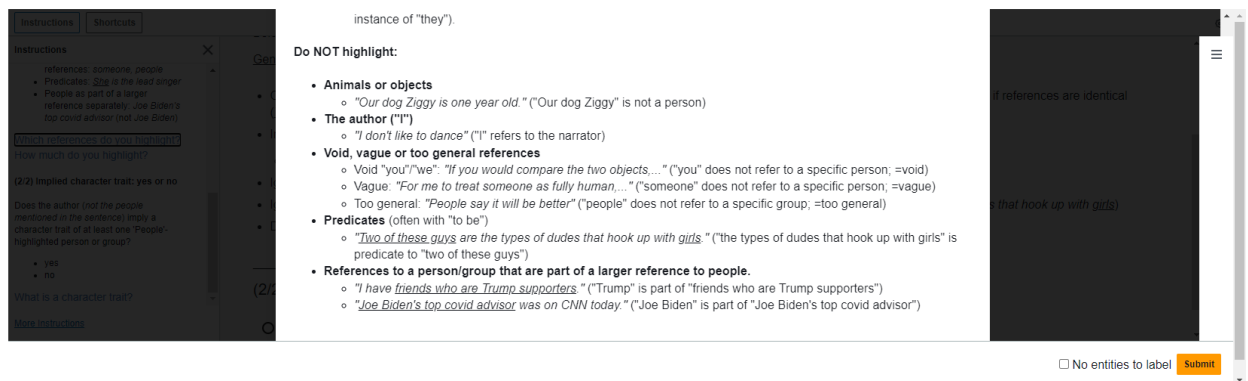 Instructions
Shortcuts
instance of "they").
Instructions
Do NOT highlight:
references: someone, people
Predicates: She is the lead singer
People as part of a larger
reference separately: Joe Biden's
top covid advisor (not Joe Biden)
Which references do you highlight?
How much do you highlight?
(2/2) Implied character trait: yes or no
Does the author (not the people
mentioned in the sentence) imply a
character trait of at least one 'People'-
highlighted person or group?
yes
no
What is a character trait?
More Instructions
Animals or objects
"Our dog Ziggy is one year old." ("Our dog Ziggy" is not a person)
The author ("I")
"I don't like to dance" ("I" refers to the narrator)
Void, vague or too general references
Void "you"/"we": "If you would compare the two objects,..." ("you" does not refer to a specific person; =void)
Vague: "For me to treat someone as fully human,..." ("someone" does not refer to a specific person; =vague)
Too general: "People say it will be better" ("people" does not refer to a specific group; =too general)
Predicates (often with "to be")
"Two of these guys are the types of dudes that hook up with girls." ("the types of dudes that hook up with girls" is
predicate to "two of these guys")
References to a person/group that are part of a larger reference to people.
"I have friends who are Trump supporters." ("Trump" is part of "friends who are Trump supporters")
"Joe Biden's top covid advisor was on CNN today." ("Joe Biden" is part of "Joe Biden's top covid advisor")
if references are identical
that hook up with girls)
(2/2
No entities to label
Submit